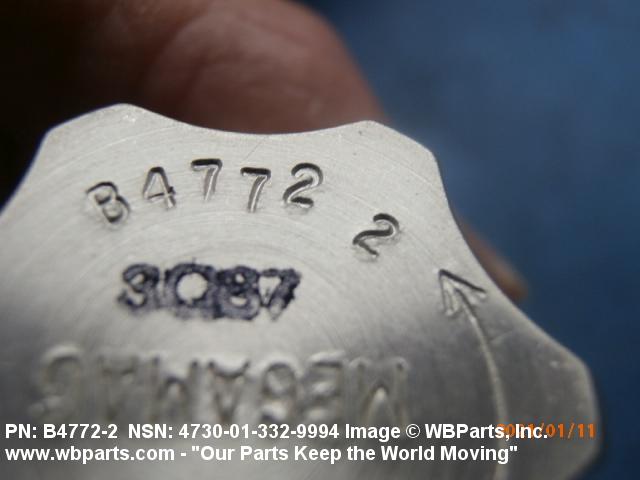 B4772 2
3Q87
PN: B4772-2 NSN: 4730-01-332-9994 Image © WBParts, Inc.
www.wbparts.com - "Our Parts Keep the World Moving"